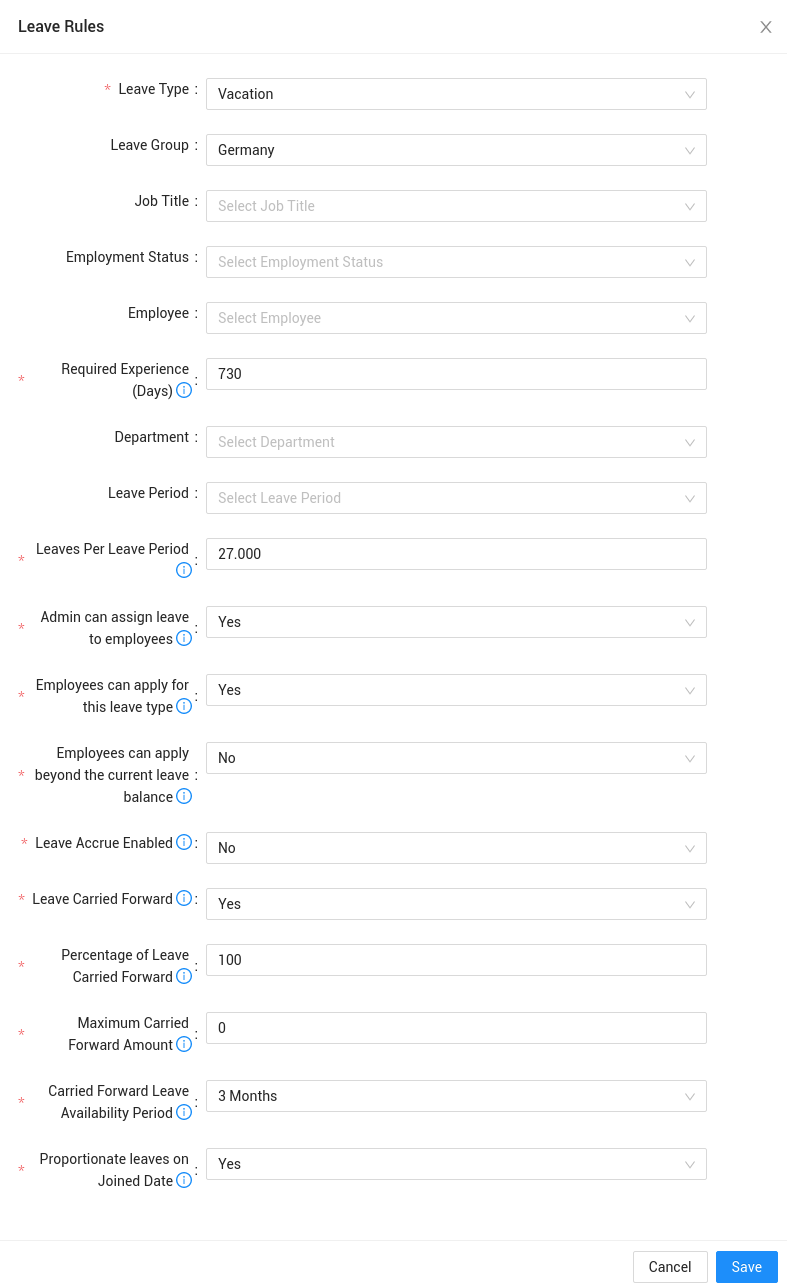 Leave Rules
* Leave Type :
Vacation
Leave Group :
Germany
Job Title :
Select Job Title
Employment Status :
Select Employment Status
Employee :
Select Employee
* Required Experience
(Days) :
730
Department :
Select Department
Leave Period :
Select Leave Period
* Leaves Per Leave Period
:
27.000
* Admin can assign leave
to employees :
Yes
* Employees can apply for
this leave type :
Yes
* Employees can apply
beyond the current leave :
balance
No
* Leave Accrue Enabled :
No
* Leave Carried Forward :
Yes
* Percentage of Leave
Carried Forward :
100
* Maximum Carried
Forward Amount :
0
* Carried Forward Leave
Availability Period :
3 Months
* Proportionate leaves on
Joined Date :
Yes
Cancel
Save